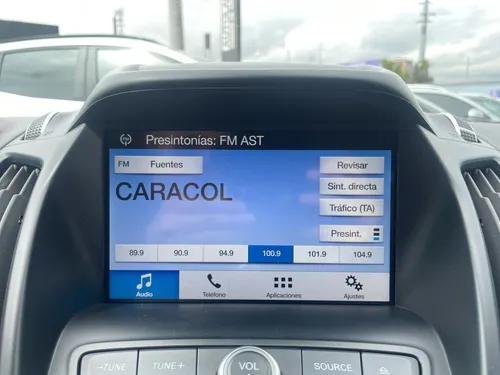 Presintonías: FM AST
FM Fuentes
Revisar
CARACOL
Sint. directa
Tráfico (TA)
Presint.
89.9 90.9 94.9 100.9 101.9 104.9
Audio Teléfono Aplicaciones Ajustes
–TUNE TUNE+ VOL SOURCE